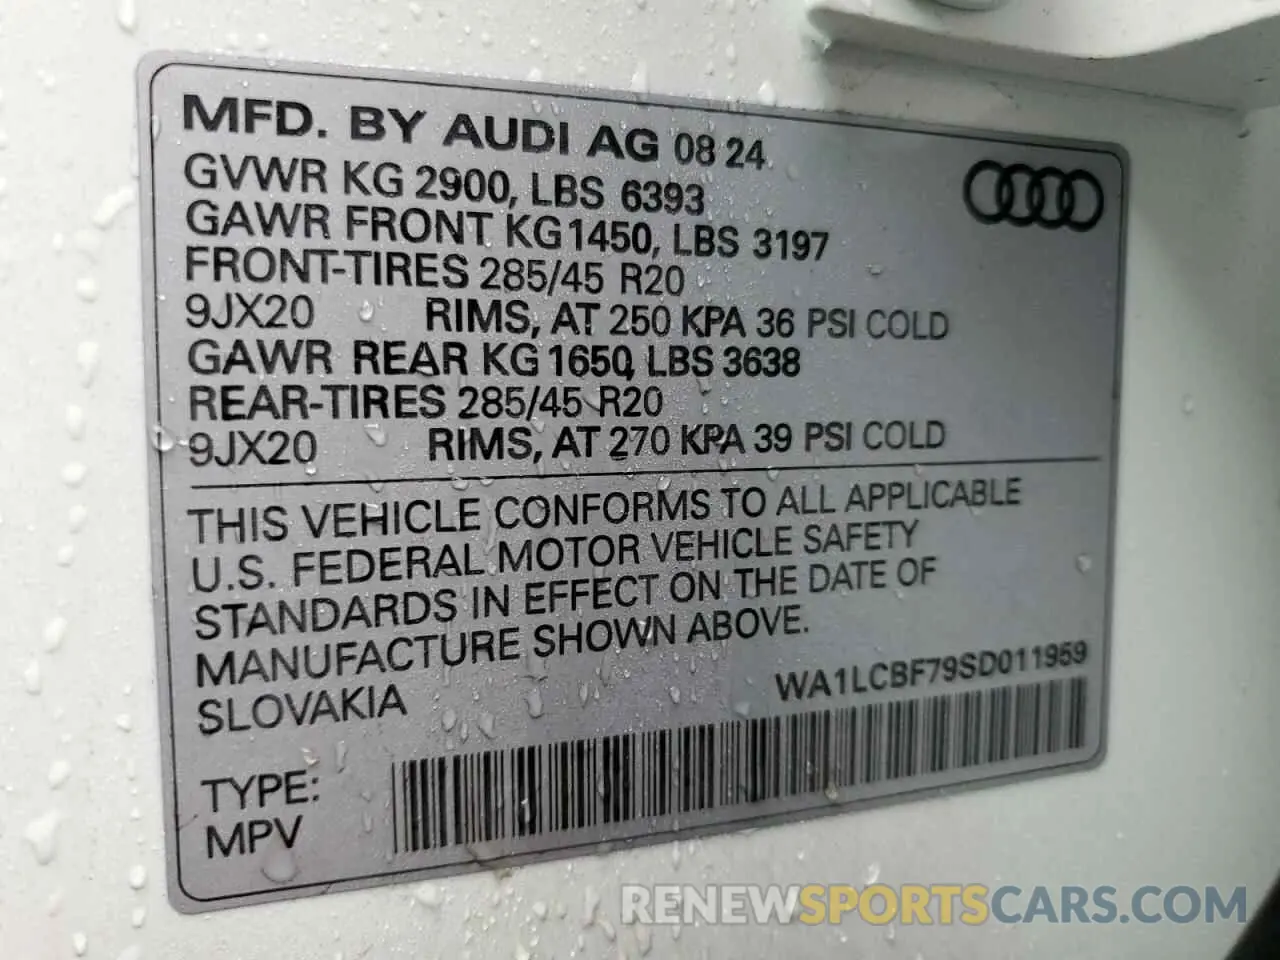 MFD. BY AUDI AG 08 24
GVWR KG 2900, LBS 6393
GAWR FRONT KG 1450, LBS 3197
FRONT-TIRES 285/45 R20
9JX20 RIMS, AT 250 KPA 36 PSI COLD
GAWR REAR KG 1650, LBS 3638
REAR-TIRES 285/45 R20
9JX20 RIMS, AT 270 KPA 39 PSI COLD
THIS VEHICLE CONFORMS TO ALL APPLICABLE
U.S. FEDERAL MOTOR VEHICLE SAFETY
STANDARDS IN EFFECT ON THE DATE OF
MANUFACTURE SHOWN ABOVE.
SLOVAKIA
WA1LCBF79SD011959
TYPE:
MPV
RENEWSPORTSCARS.COM